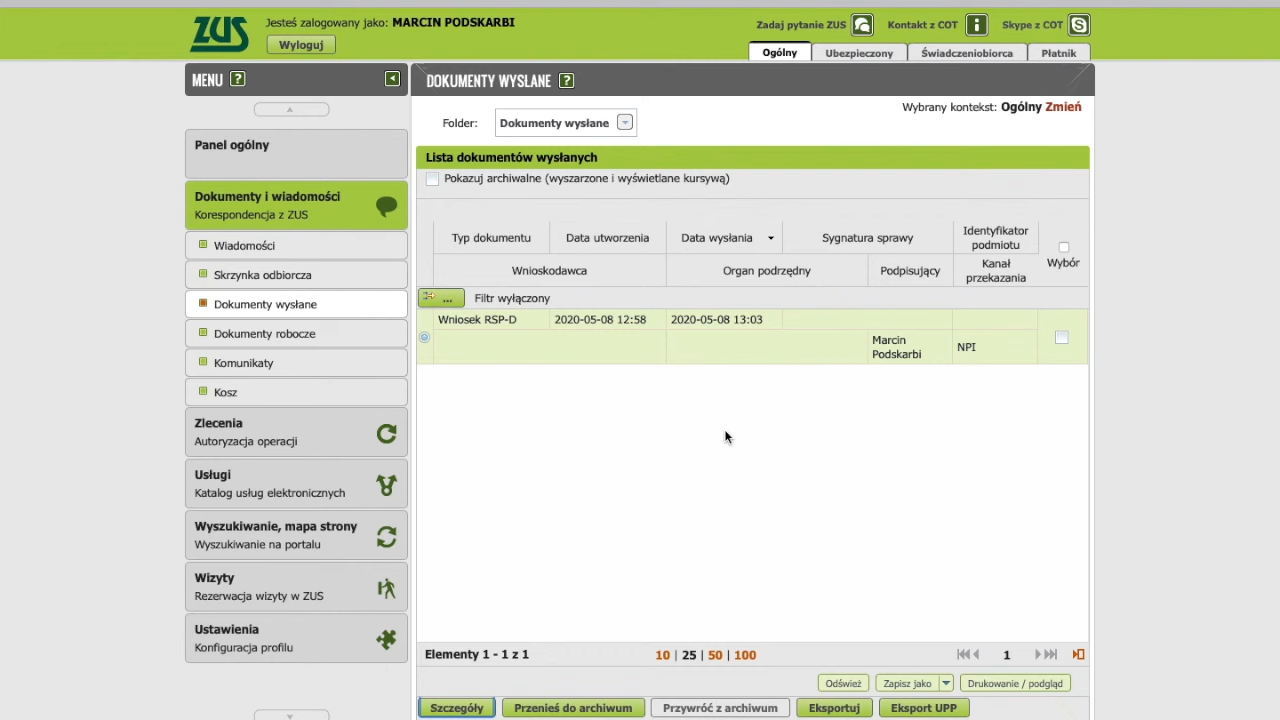 ZUS
Jesteś zalogowany jako: MARCIN PODSKARBI
Wyloguj
Zadaj pytanie ZUS
Kontakt z COT
Skype z COT
Ogólny
Ubezpieczony
Świadczeniobiorca
Płatnik
MENU ?
DOKUMENTY WYSŁANE ?
Wybrany kontekst: Ogólny Zmień
Folder: Dokumenty wysłane
Panel ogólny
Dokumenty i wiadomości
Korespondencja z ZUS
Wiadomości
Skrzynka odbiorcza
Dokumenty wysłane
Dokumenty robocze
Komunikaty
Kosz
Zlecenia
Autoryzacja operacji
Usługi
Katalog usług elektronicznych
Wyszukiwanie, mapa strony
Wyszukiwanie na portalu
Wizyty
Rezerwacja wizyty w ZUS
Ustawienia
Konfiguracja profilu
Lista dokumentów wysłanych
Pokazuj archiwalne (wyszarzone i wyświetlane kursywą)
Typ dokumentu
Data utworzenia
Data wysłania
Sygnatura sprawy
Identyfikator
podmiotu
Wybór
Wnioskodawca
Organ podrzędny
Podpisujący
Kanał
przekazania
... Filtr wyłączony
Wniosek RSP-D 2020-05-08 12:58 2020-05-08 13:03
Marcin
Podskarbi
NPI
Elementy 1 - 1 z 1
10 | 25 | 50 | 100
1
Odśwież
Zapisz jako
Drukowanie / podgląd
Szczegóły
Przenieś do archiwum
Przywróć z archiwum
Eksportuj
Eksport UPP